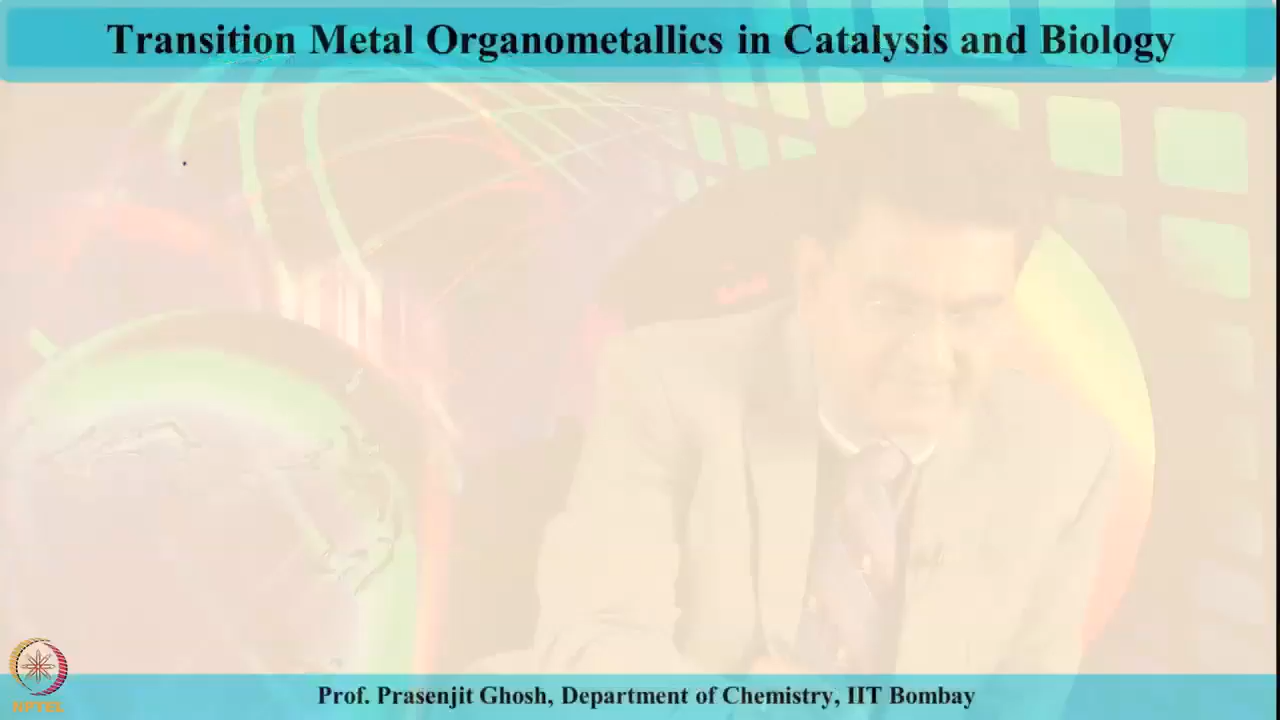 Transition Metal Organometallics in Catalysis and Biology
Prof. Prasenjit Ghosh, Department of Chemistry, IIT Bombay
NPTEL